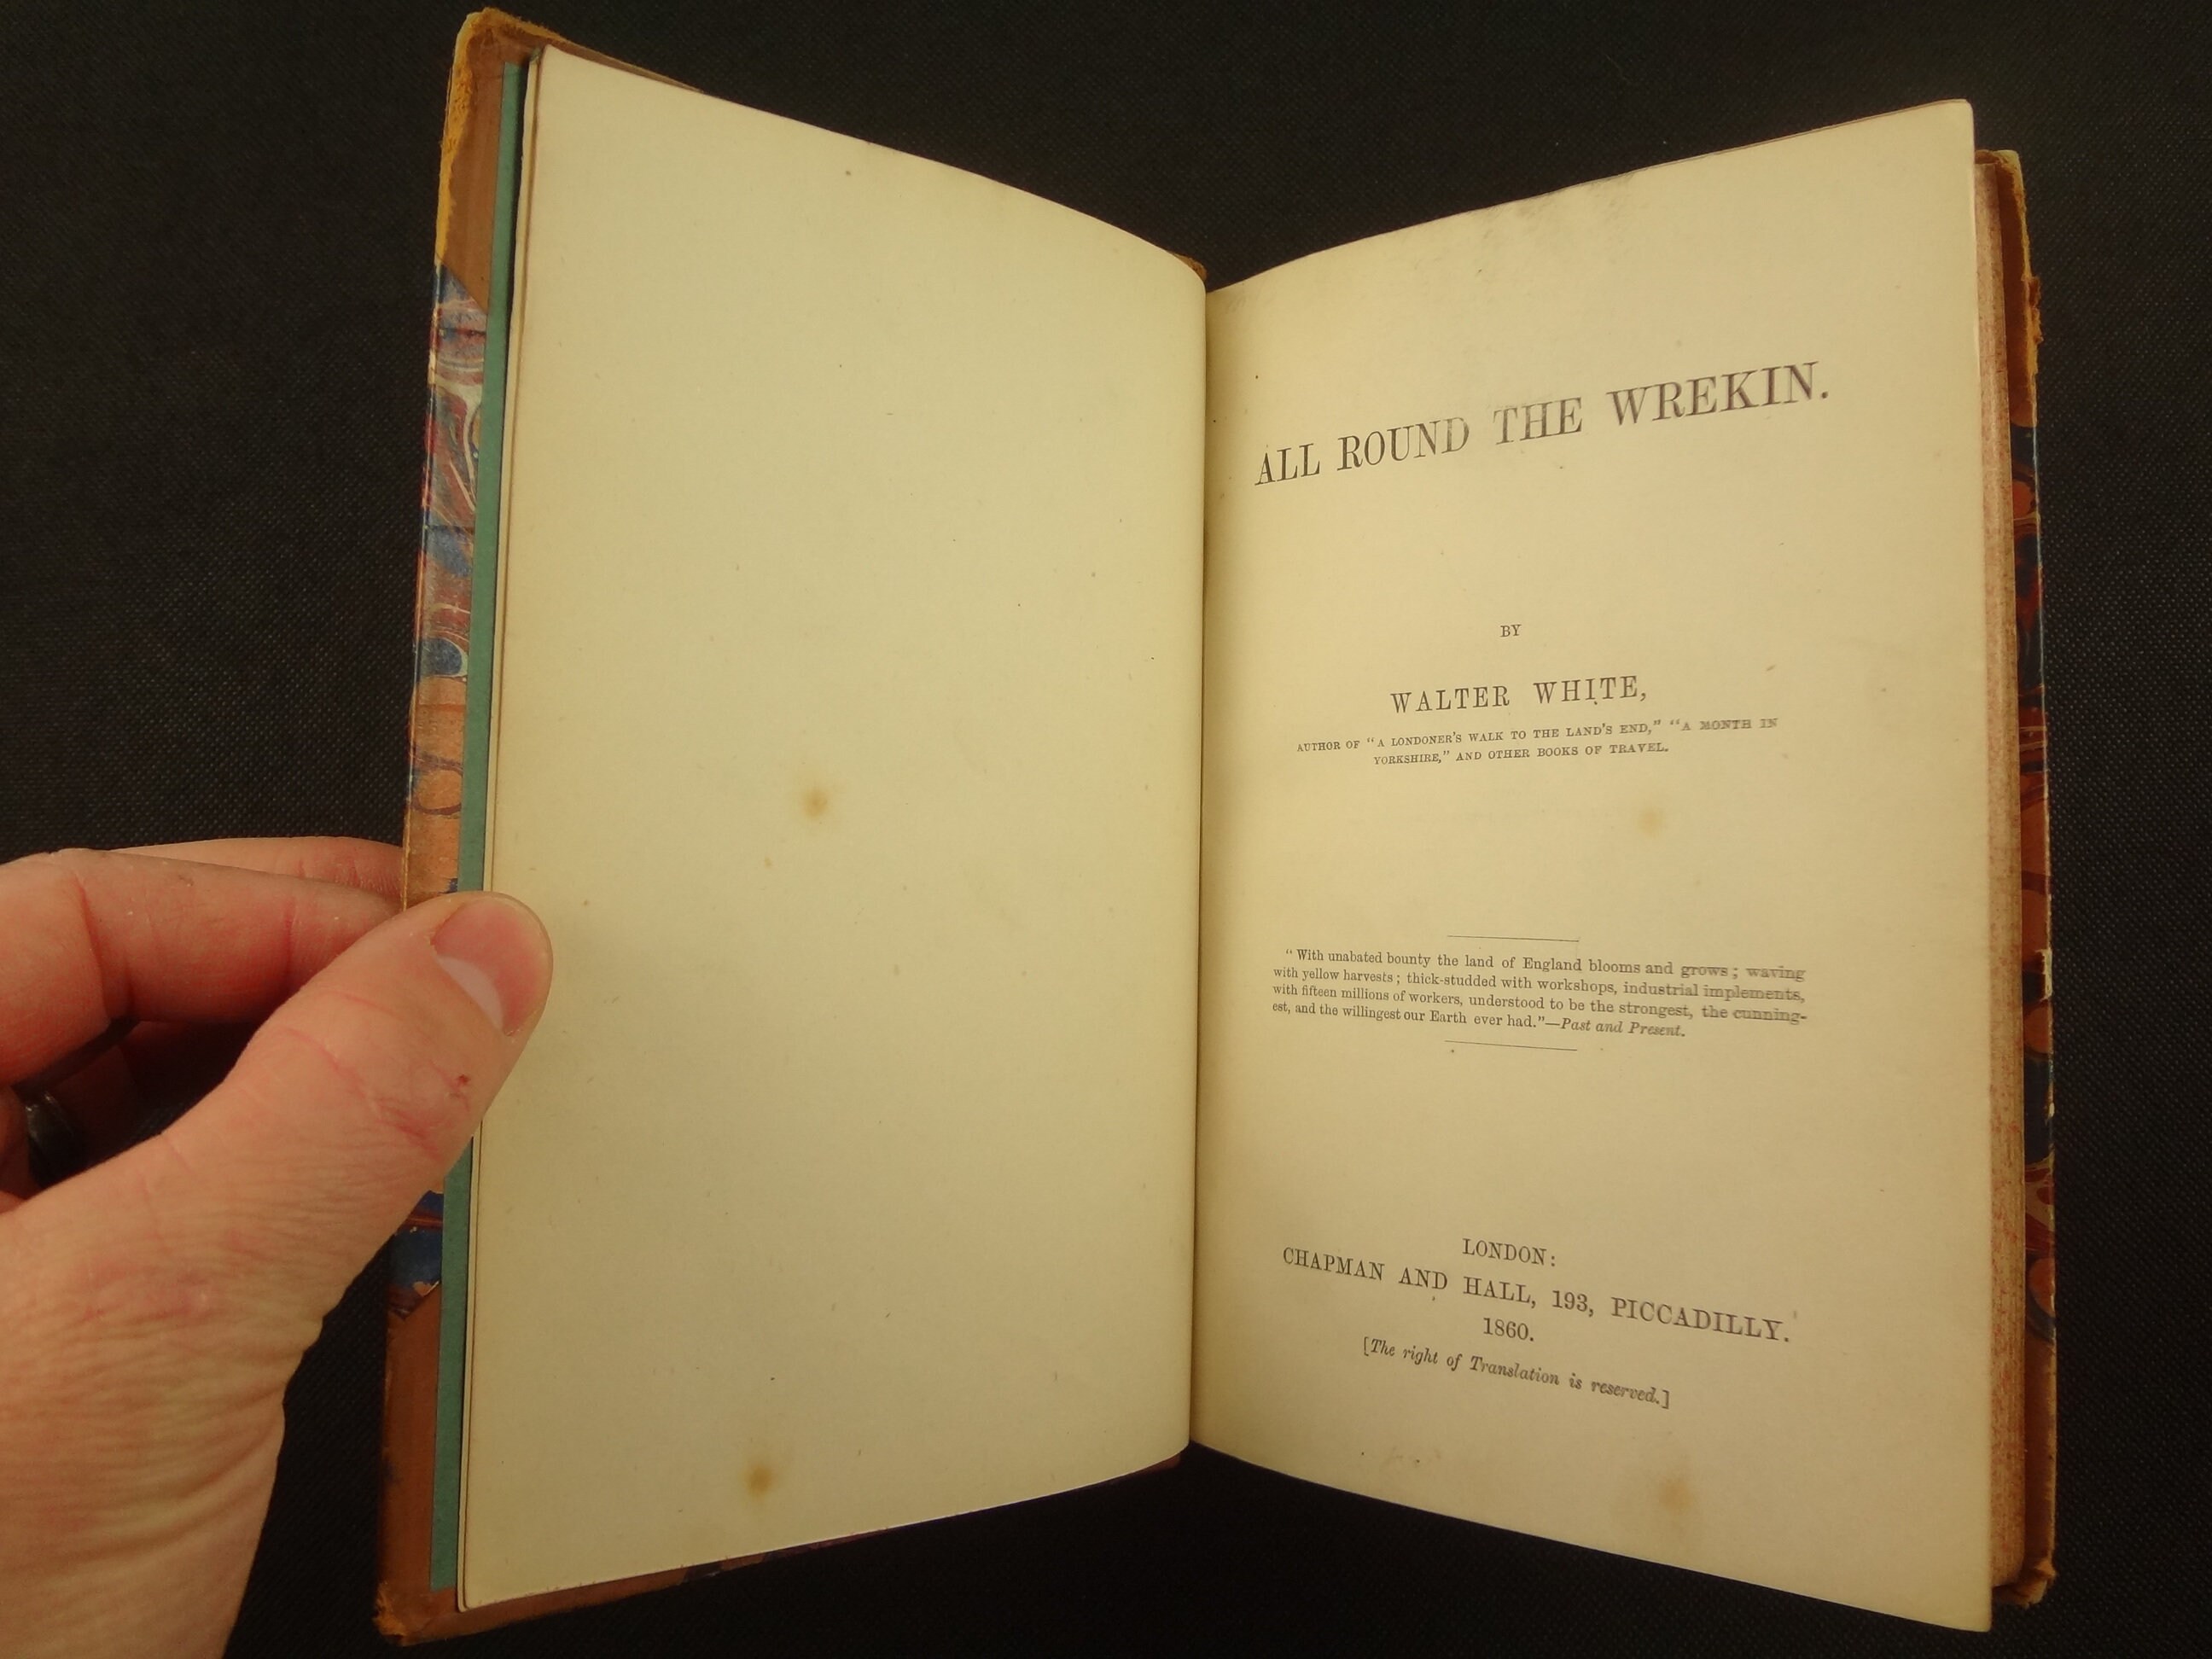 ALL ROUND THE WREKIN.
BY
WALTER WHITE,
AUTHOR OF "A LONDONER'S WALK TO THE LAND'S END," "A MONTH IN
YORKSHIRE," AND OTHER BOOKS OF TRAVEL.
"With unabated bounty the land of England blooms and grows; waving
with yellow harvests; thick-studded with workshops, industrial implements,
with fifteen millions of workers, understood to be the strongest, the cunning-
est, and the willingest our Earth ever had."—Past and Present.
LONDON:
CHAPMAN AND HALL, 193, PICCADILLY.
1860.
[The right of Translation is reserved.]